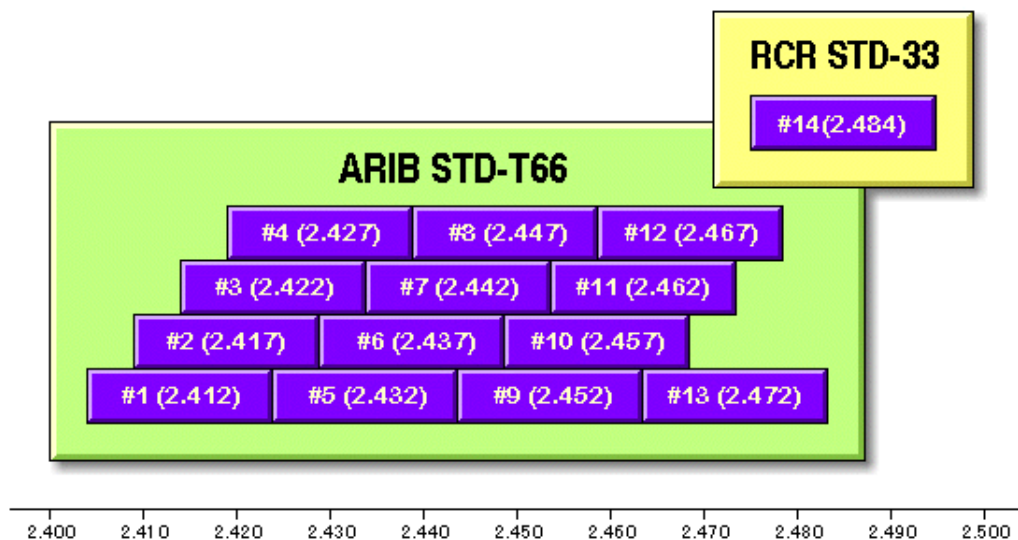 RCR STD-33
#14(2.484)
ARIB STD-T66
#4 (2.427) #8 (2.447) #12 (2.467)
#3 (2.422) #7 (2.442) #11 (2.462)
#2 (2.417) #6 (2.437) #10 (2.457)
#1 (2.412) #5 (2.432) #9 (2.452) #13 (2.472)
2.400 2.410 2.420 2.430 2.440 2.450 2.460 2.470 2.480 2.490 2.500